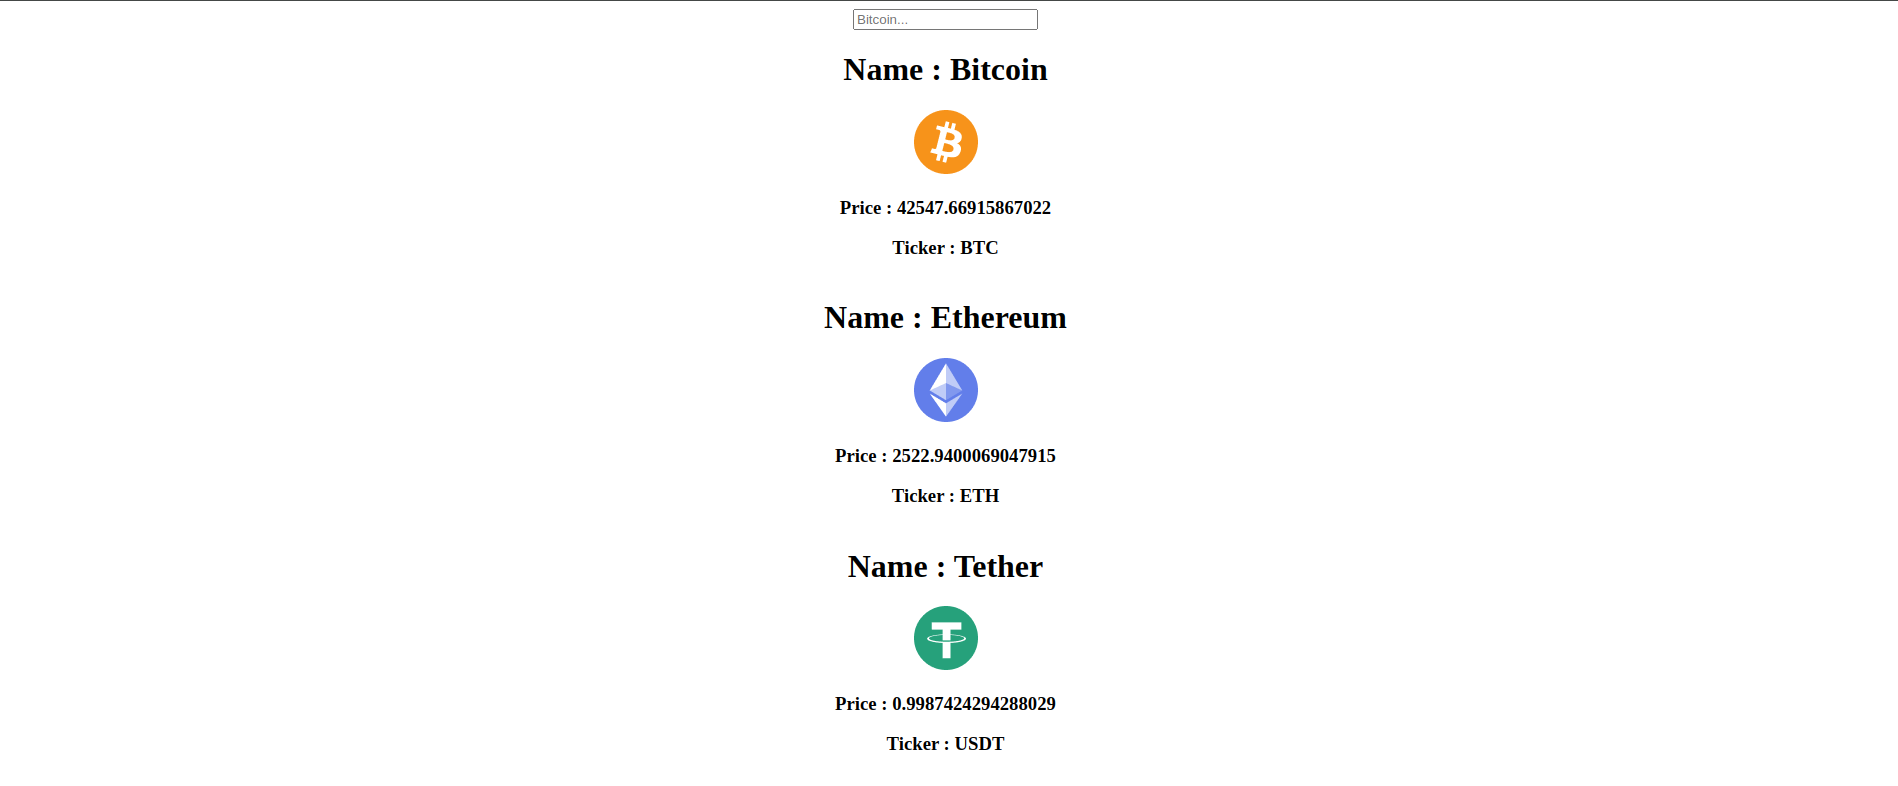 Bitcoin...
Name : Bitcoin
Price : 42547.66915867022
Ticker : BTC
Name : Ethereum
Price : 2522.9400069047915
Ticker : ETH
Name : Tether
Price : 0.9987424294288029
Ticker : USDT